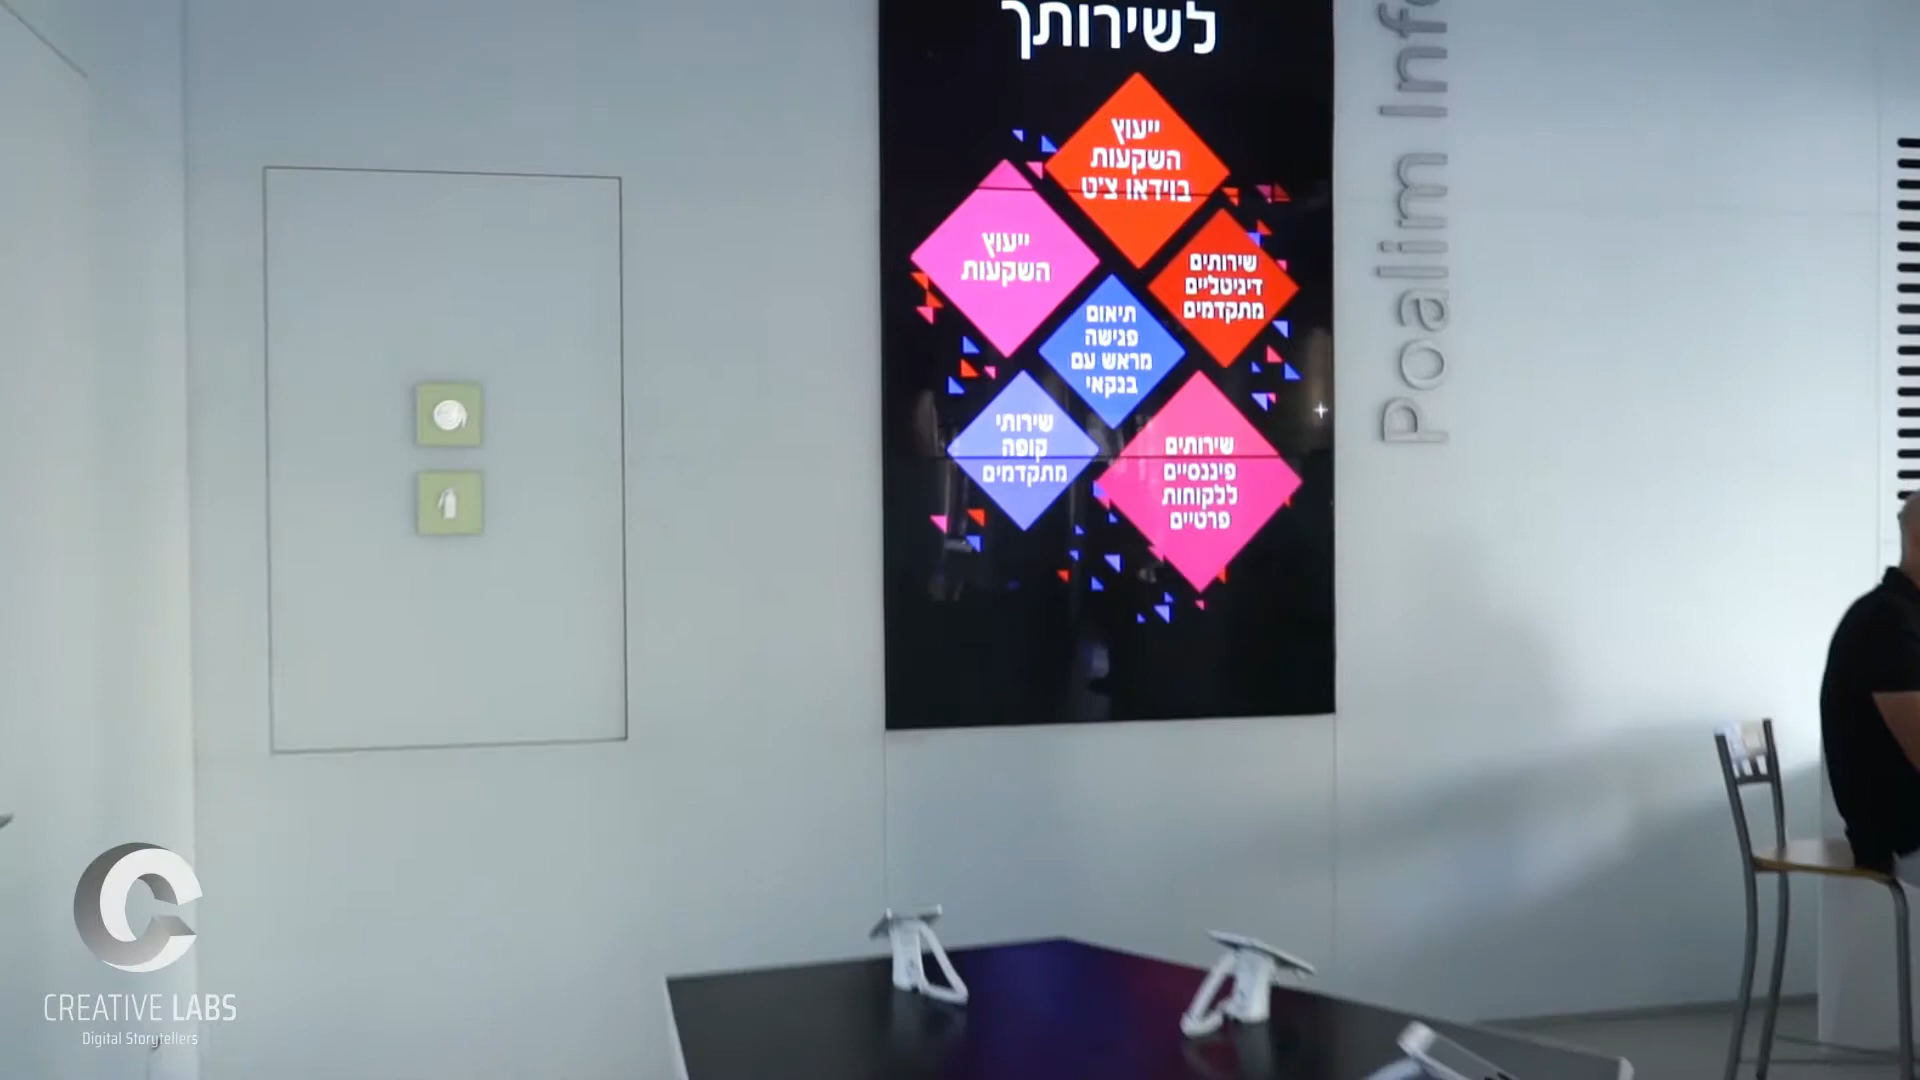 לשירותך
ייעוץ
השקעות
בוידאו צ'ט
ייעוץ
השקעות
שירותים
דיגיטליים
מתקדמים
תיאום
פגישה
מראש עם
בנקאי
שירותי
קופה
מתקדמים
שירותים
פיננסיים
ללקוחות
פרטיים
Poalim Info
CREATIVE LABS
Digital Storytellers